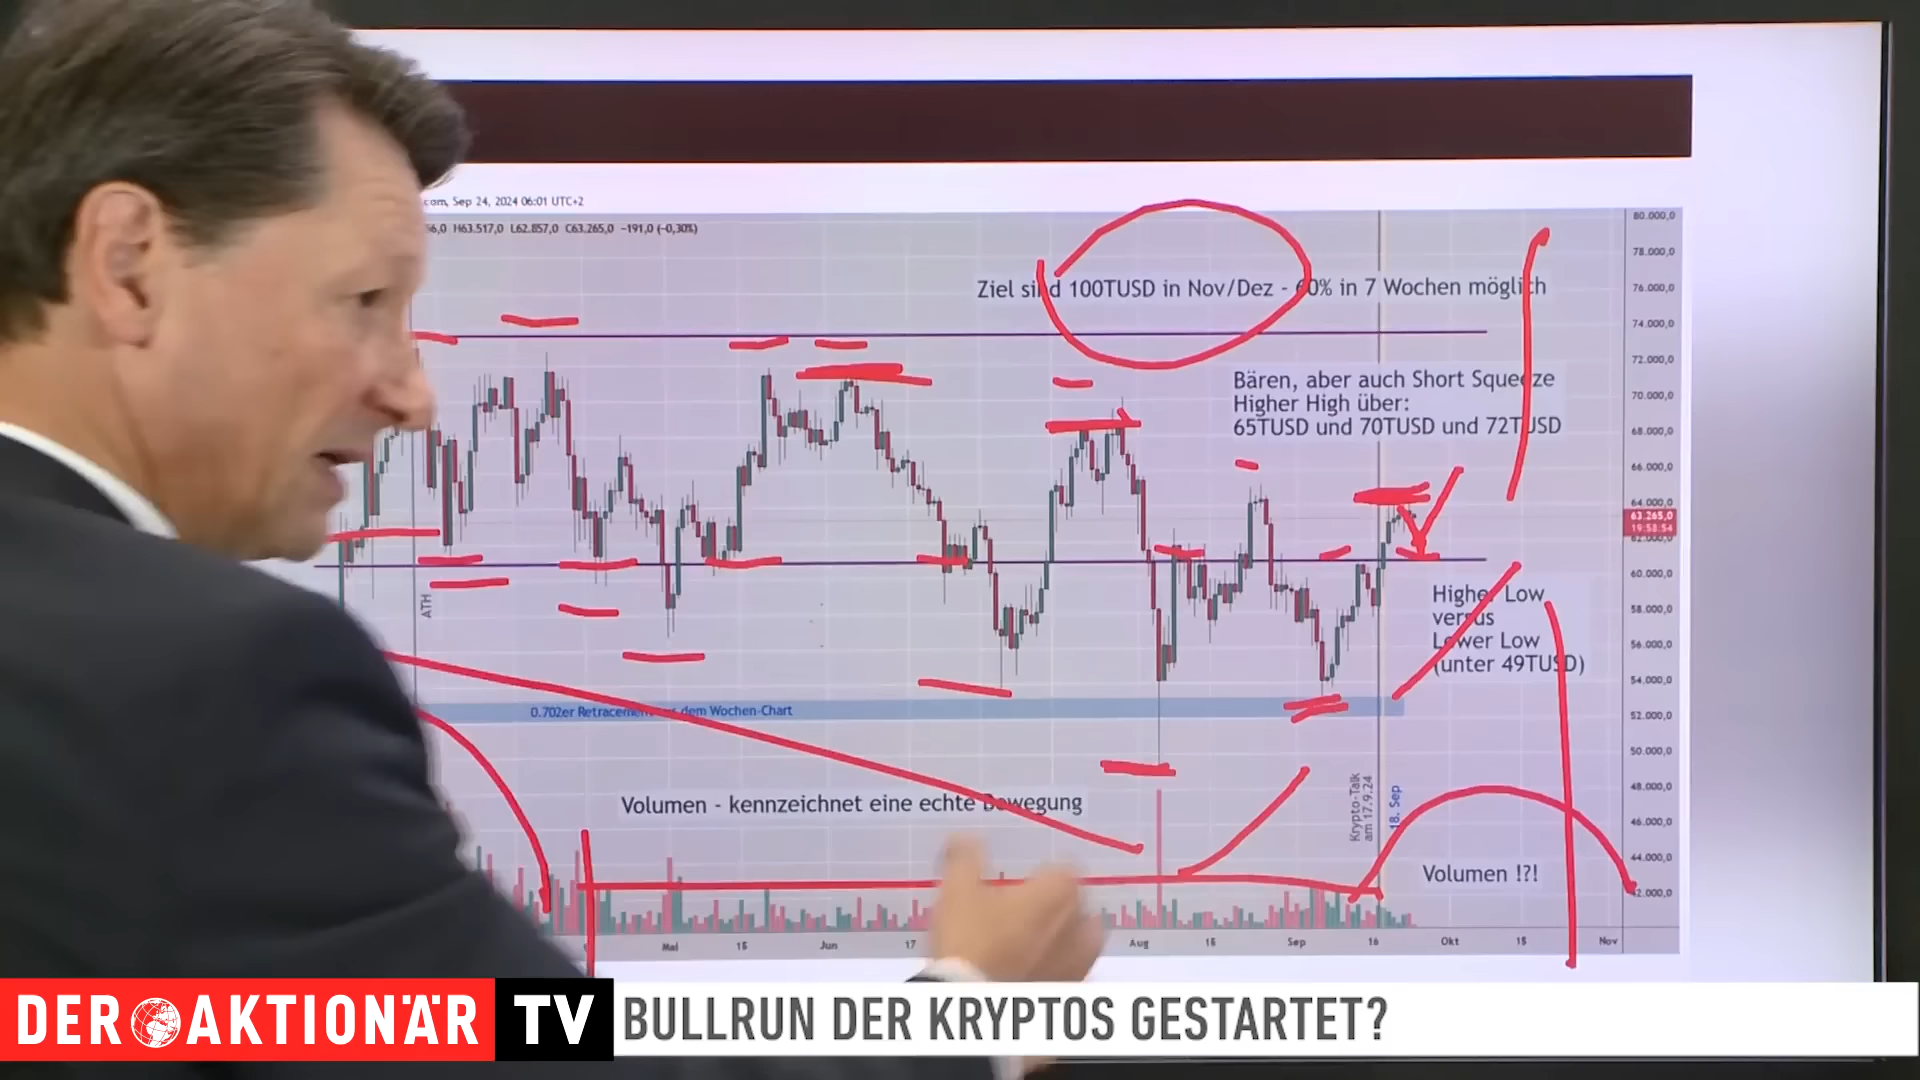 .com, Sep 24, 2024 06:01 UTC+2
6,0 H63.517,0 L62.857,0 C63.265,0 −191,0 (−0,30%)
80.000,0
78.000,0
Ziel sind 100TUSD in Nov/Dez - 60% in 7 Wochen möglich
76.000,0
74.000,0
72.000,0
Bären, aber auch Short Squeeze
Higher High über:
65TUSD und 70TUSD und 72TUSD
70.000,0
68.000,0
66.000,0
64.000,0
63.265,0
19:58:54
62.000,0
60.000,0
ATH
Higher Low
versus
Lower Low
(unter 49TUSD)
58.000,0
56.000,0
54.000,0
0.702er Retracement dem Wochen-Chart
52.000,0
50.000,0
48.000,0
Volumen - kennzeichnet eine echte Bewegung
Krypto-Talk
am 17.9.24
18. Sep
46.000,0
44.000,0
Volumen !?!
42.000,0
Mai 15 Jun 17 Aug 15 Sep 16 Okt 15 Nov
DER AKTIONÄR TV
BULLRUN DER KRYPTOS GESTARTET?